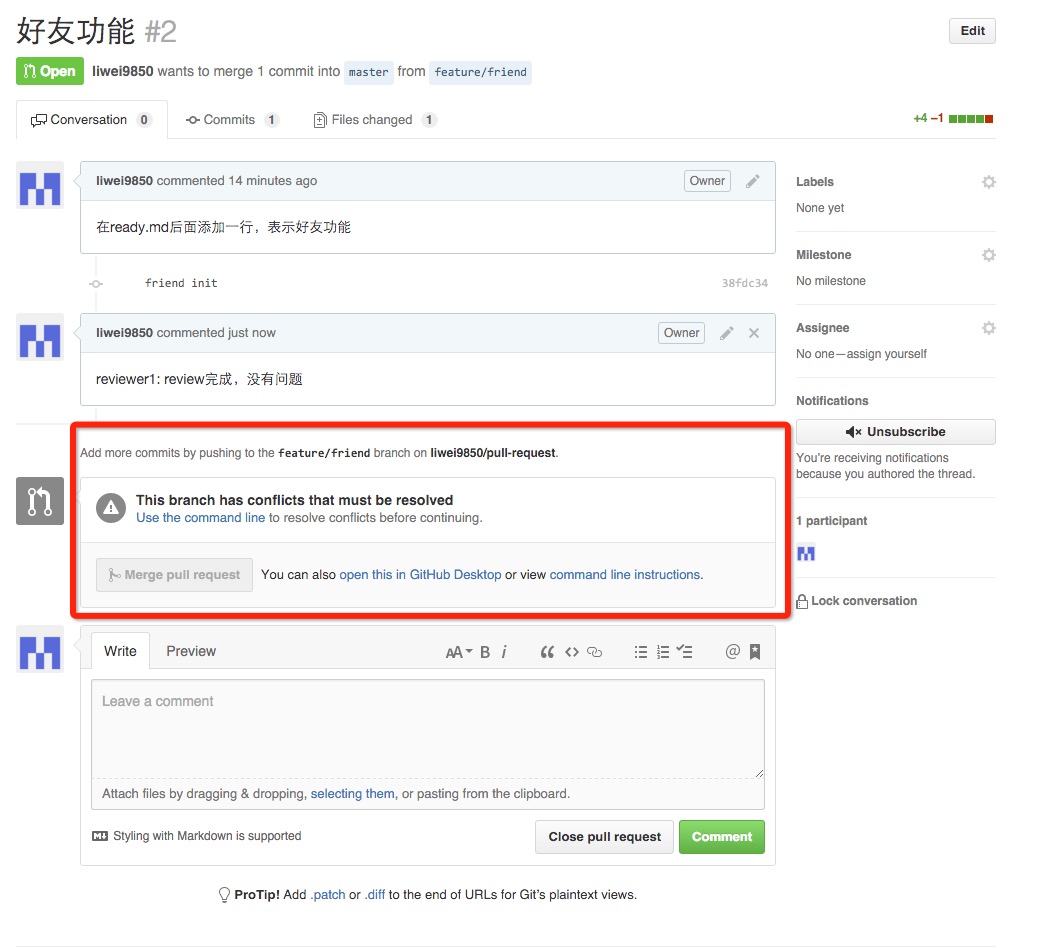 好友功能 #2
Edit
Open liwei9850 wants to merge 1 commit into master from feature/friend
Conversation 0 Commits 1 Files changed 1 +4 −1
liwei9850 commented 14 minutes ago Owner
在ready.md后面添加一行，表示好友功能
friend init 38fdc34
liwei9850 commented just now Owner
reviewer1: review完成，没有问题
Add more commits by pushing to the feature/friend branch on liwei9850/pull-request.
This branch has conflicts that must be resolved
Use the command line to resolve conflicts before continuing.
Merge pull request You can also open this in GitHub Desktop or view command line instructions.
Write Preview AA B i @
Leave a comment
Attach files by dragging & dropping, selecting them, or pasting from the clipboard.
Styling with Markdown is supported
Close pull request Comment
ProTip! Add .patch or .diff to the end of URLs for Git's plaintext views.
Labels
None yet
Milestone
No milestone
Assignee
No one—assign yourself
Notifications
Unsubscribe
You're receiving notifications
because you authored the thread.
1 participant
Lock conversation